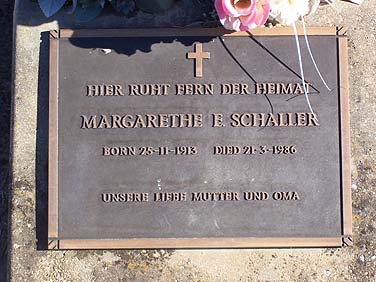 HIER RUHT FERN DER HEIMAT
MARGARETHE E. SCHALLER
BORN 25-11-1913 DIED 21-3-1986
UNSERE LIEBE MUTTER UND OMA